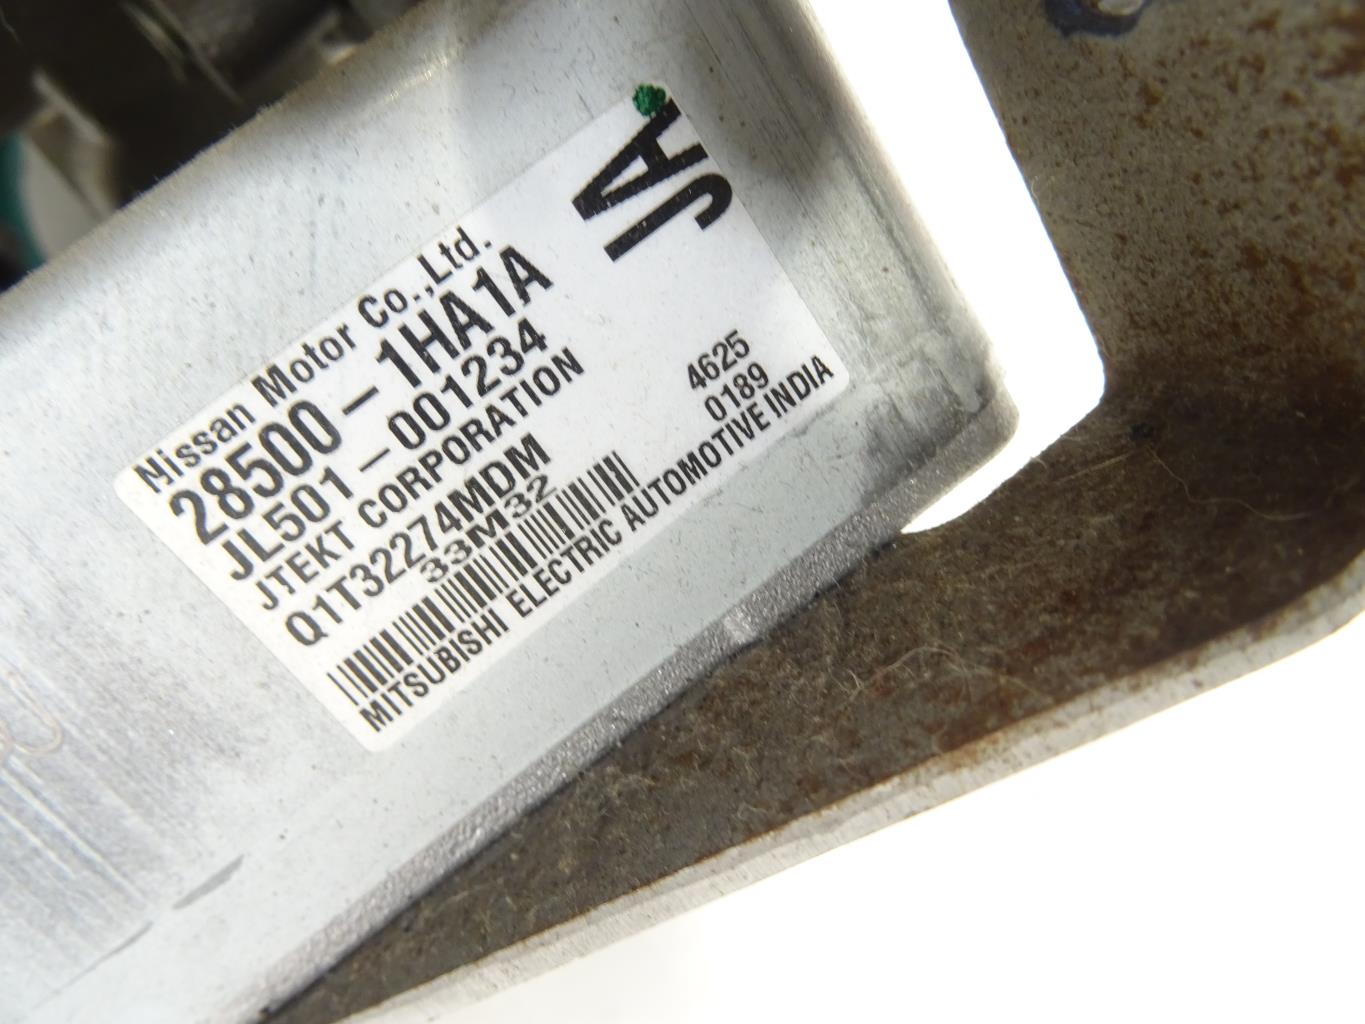 Nissan Motor Co.,Ltd.
28500-1HA1A
JL501-001234
JTEKT CORPORATION
Q1T32274MDM
33M32
MITSUBISHI ELECTRIC AUTOMOTIVE INDIA
JA
4625
0189